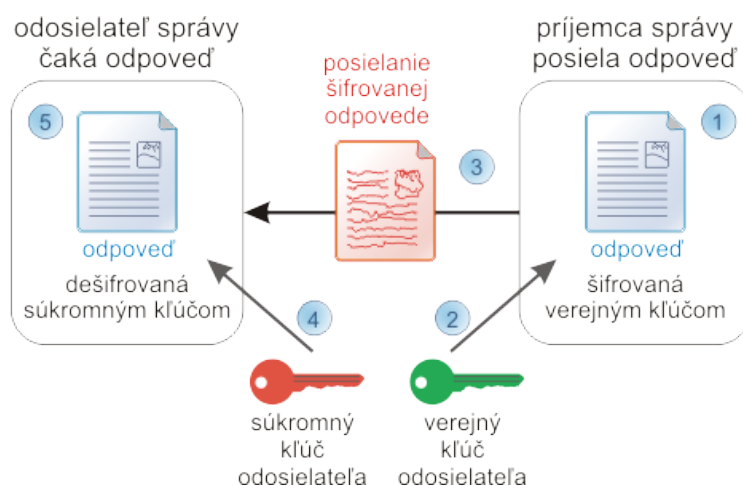 odosielateľ správy
čaká odpoveď
príjemca správy
posiela odpoveď
posielanie
šifrovanej
odpovede
5
1
3
odpoveď
dešifrovaná
súkromným kľúčom
odpoveď
šifrovaná
verejným kľúčom
4
2
súkromný
kľúč
odosielateľa
verejný
kľúč
odosielateľa